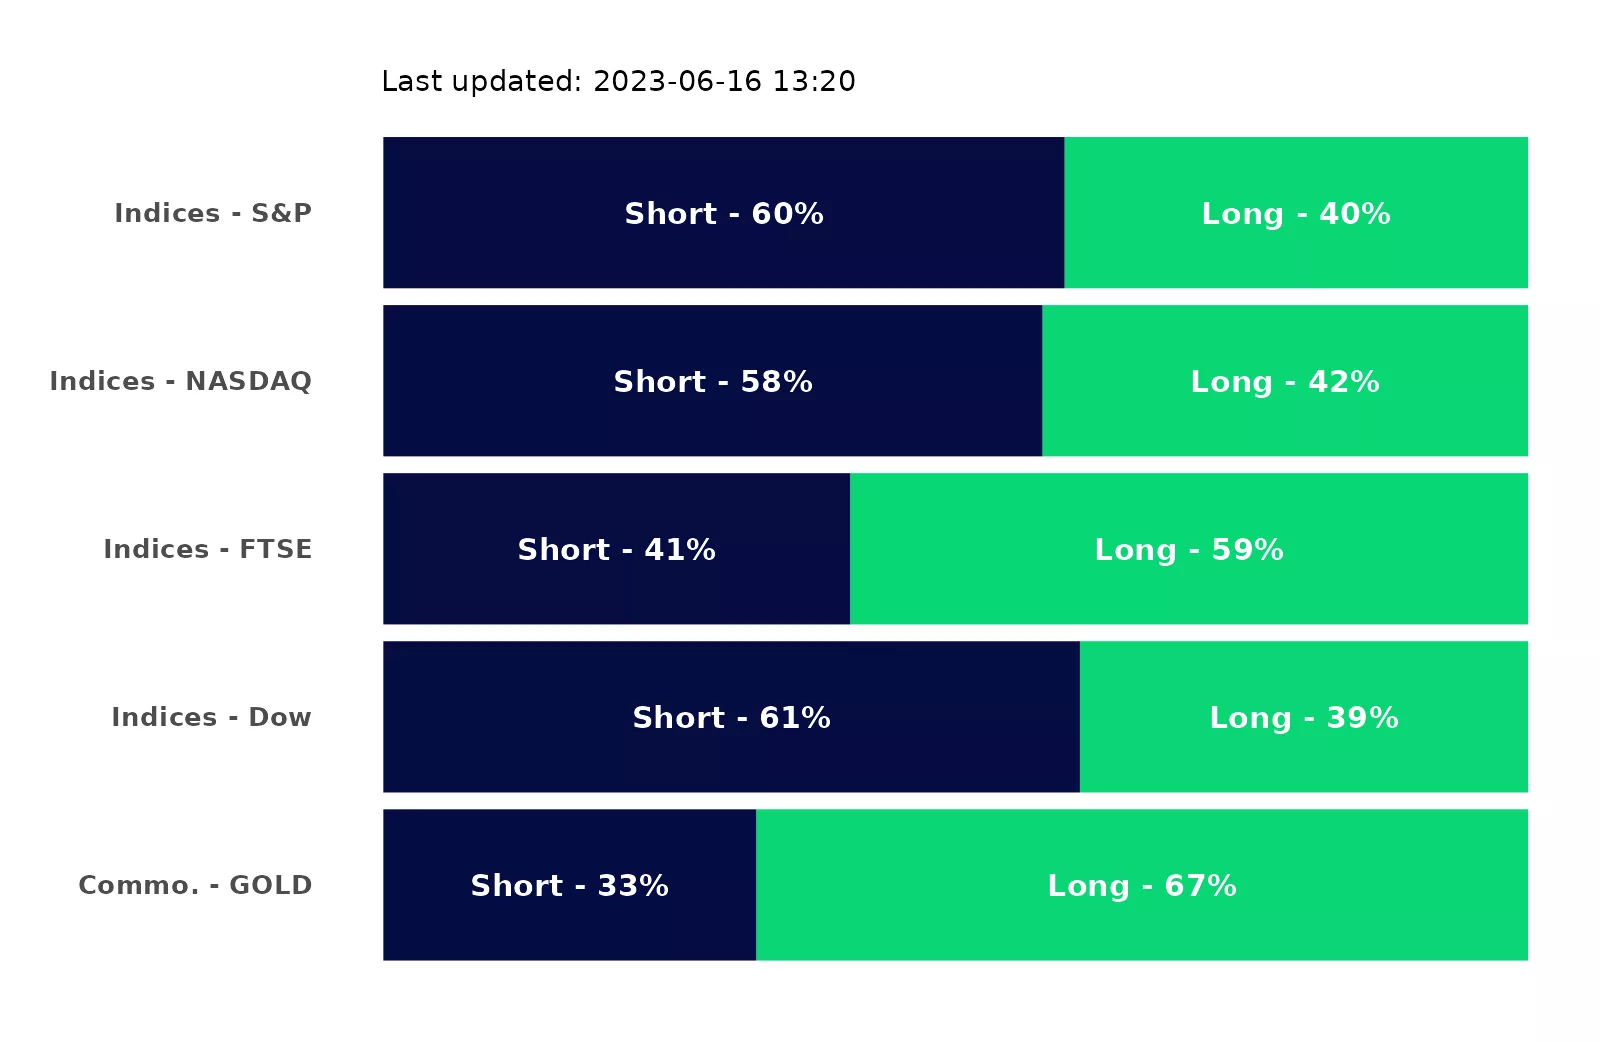 Last updated: 2023-06-16 13:20
Indices - S&P Short - 60% Long - 40%
Indices - NASDAQ Short - 58% Long - 42%
Indices - FTSE Short - 41% Long - 59%
Indices - Dow Short - 61% Long - 39%
Commo. - GOLD Short - 33% Long - 67%